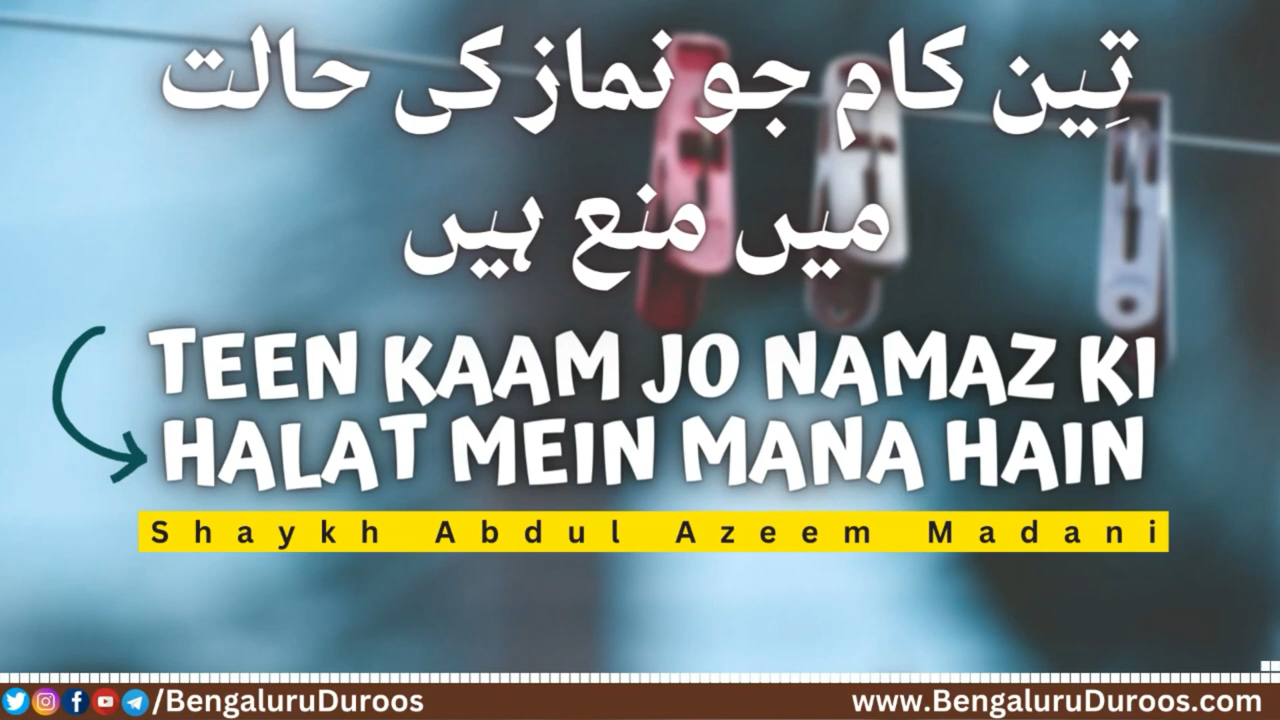 تِین کام جو نماز کی حالت
میں منع ہیں
TEEN KAAM JO NAMAZ KI
HALAT MEIN MANA HAIN
Shaykh Abdul Azeem Madani
/BengaluruDuroos
www.BengaluruDuroos.com